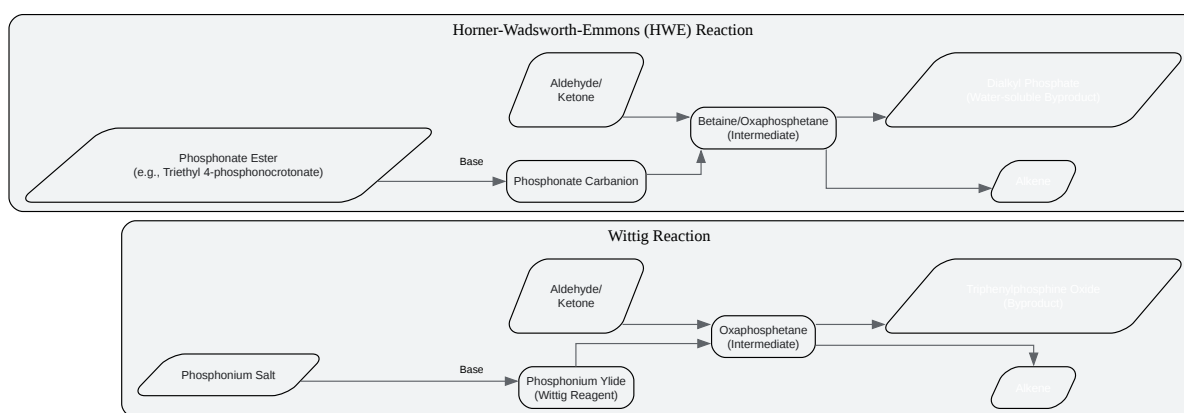 Horner-Wadsworth-Emmons (HWE) Reaction
Aldehyde/
Ketone
Dialkyl Phosphate
(Water-soluble Byproduct)
Betaine/Oxaphosphetane
(Intermediate)
Phosphonate Ester
(e.g., Triethyl 4-phosphonocrotonate)
Base
Phosphonate Carbanion
Alkene
Wittig Reaction
Aldehyde/
Ketone
Triphenylphosphine Oxide
(Byproduct)
Oxaphosphetane
(Intermediate)
Phosphonium Salt
Base
Phosphonium Ylide
(Wittig Reagent)
Alkene